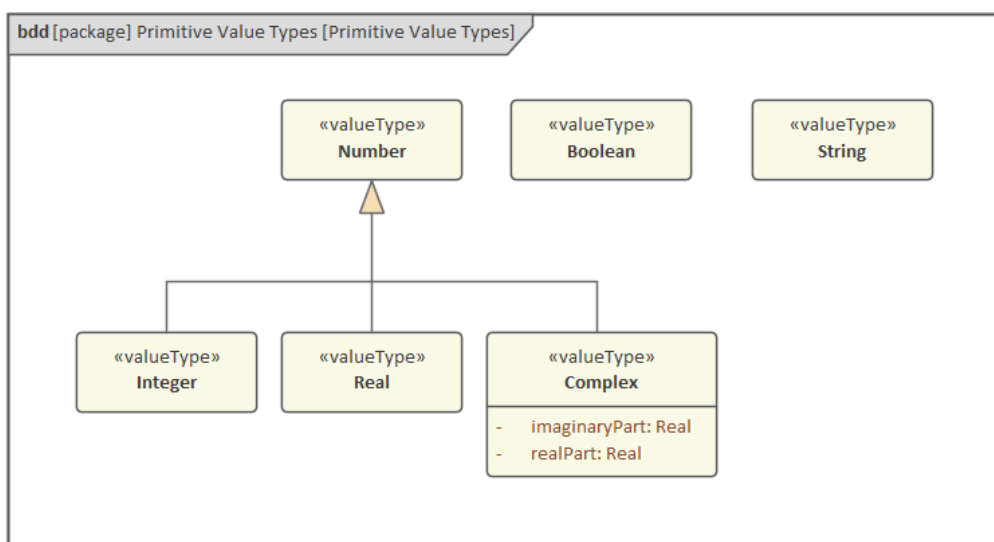 bdd [package] Primitive Value Types [Primitive Value Types]
«valueType»
Number
«valueType»
Boolean
«valueType»
String
«valueType»
Integer
«valueType»
Real
«valueType»
Complex
- imaginaryPart: Real
- realPart: Real